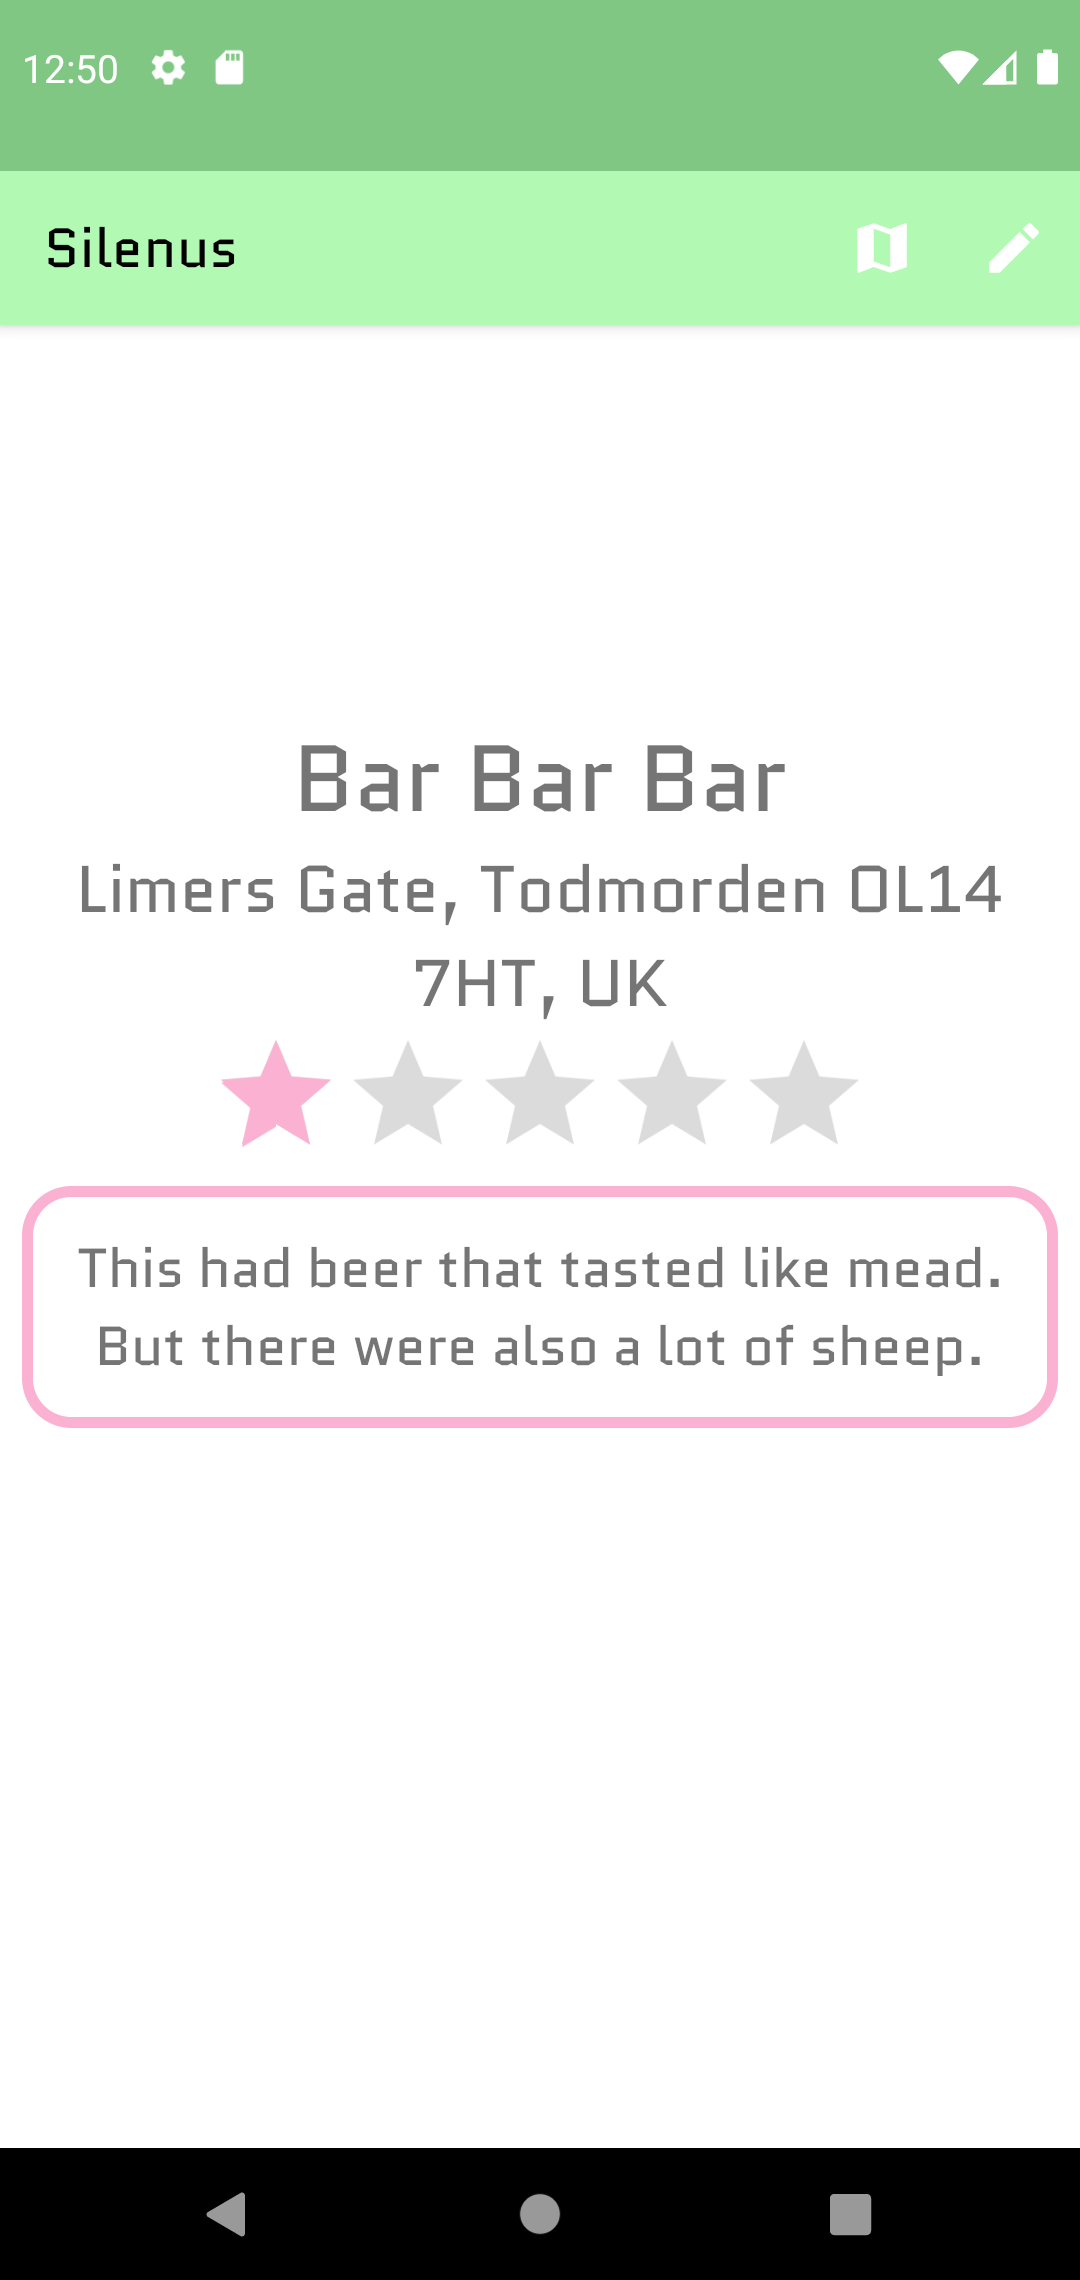 12:50
Silenus
Bar Bar Bar
Limers Gate, Todmorden OL14
7HT, UK
This had beer that tasted like mead.
But there were also a lot of sheep.